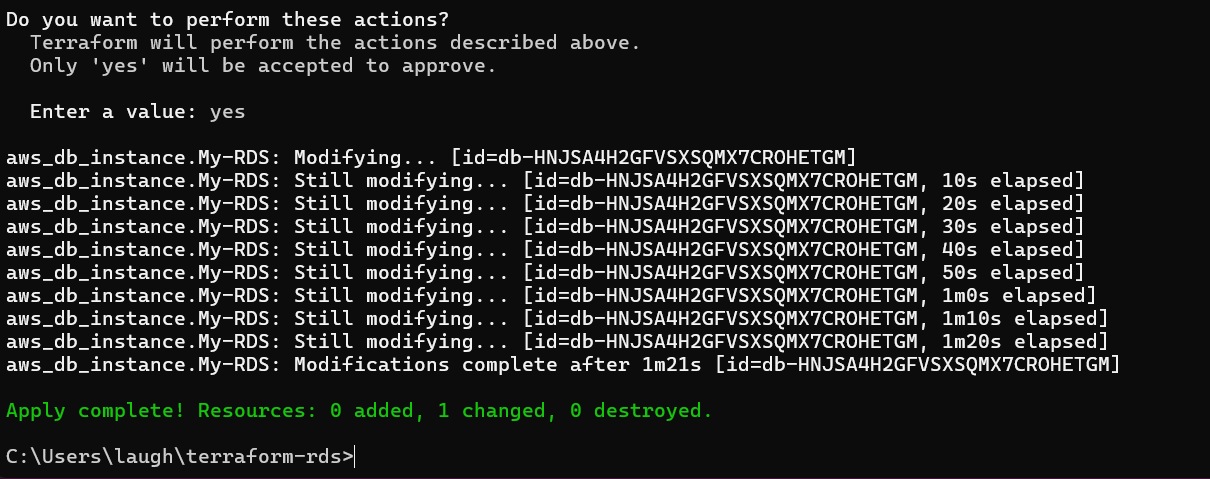 Do you want to perform these actions?
Terraform will perform the actions described above.
Only 'yes' will be accepted to approve.
Enter a value: yes
aws_db_instance.My-RDS: Modifying... [id=db-HNJSA4H2GFVSXSQMX7CROHETGM]
aws_db_instance.My-RDS: Still modifying... [id=db-HNJSA4H2GFVSXSQMX7CROHETGM, 10s elapsed]
aws_db_instance.My-RDS: Still modifying... [id=db-HNJSA4H2GFVSXSQMX7CROHETGM, 20s elapsed]
aws_db_instance.My-RDS: Still modifying... [id=db-HNJSA4H2GFVSXSQMX7CROHETGM, 30s elapsed]
aws_db_instance.My-RDS: Still modifying... [id=db-HNJSA4H2GFVSXSQMX7CROHETGM, 40s elapsed]
aws_db_instance.My-RDS: Still modifying... [id=db-HNJSA4H2GFVSXSQMX7CROHETGM, 50s elapsed]
aws_db_instance.My-RDS: Still modifying... [id=db-HNJSA4H2GFVSXSQMX7CROHETGM, 1m0s elapsed]
aws_db_instance.My-RDS: Still modifying... [id=db-HNJSA4H2GFVSXSQMX7CROHETGM, 1m10s elapsed]
aws_db_instance.My-RDS: Still modifying... [id=db-HNJSA4H2GFVSXSQMX7CROHETGM, 1m20s elapsed]
aws_db_instance.My-RDS: Modifications complete after 1m21s [id=db-HNJSA4H2GFVSXSQMX7CROHETGM]
Apply complete! Resources: 0 added, 1 changed, 0 destroyed.
C:\Users\laugh\terraform-rds>